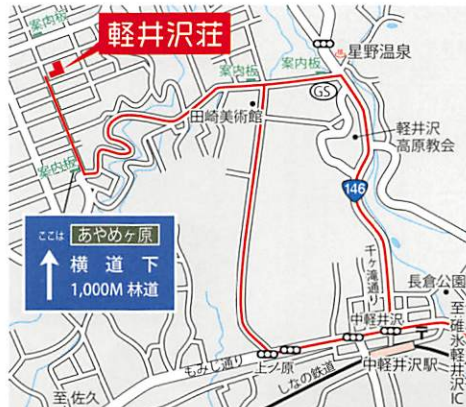 案内板
軽井沢荘
星野温泉
案内板
案内板
GS
田崎美術館
軽井沢
高原教会
案内板
146
ここは あやめヶ原
横道下
1,000M 林道
千ヶ滝通り
長倉公園
中軽井沢
至碓氷軽井沢IC
もみじ通り
上ノ原
しなの鉄道
中軽井沢駅
至佐久